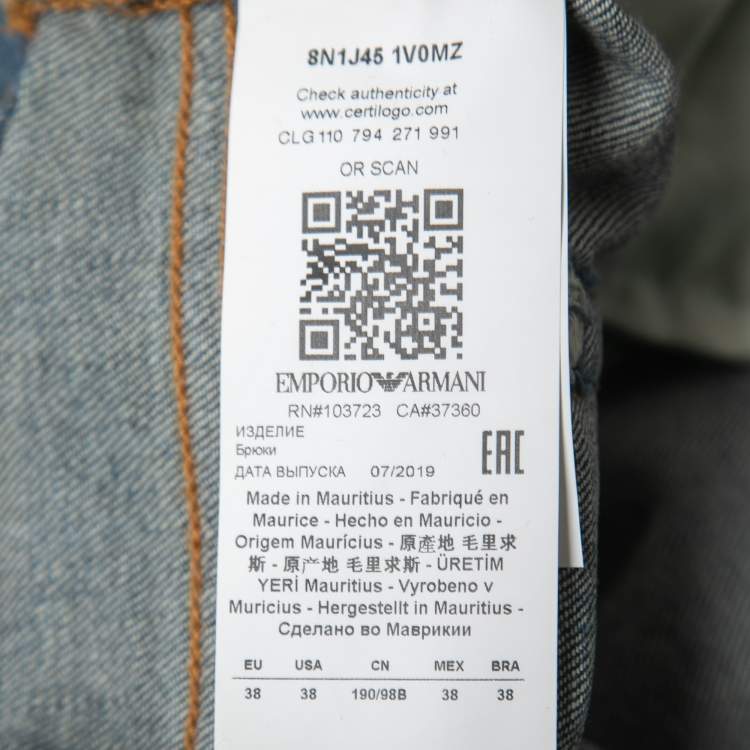 8N1J45 1V0MZ
Check authenticity at
www.certilogo.com
CLG 110 794 271 991
OR SCAN
EMPORIO ARMANI
RN#103723 CA#37360
ИЗДЕЛИЕ
Брюки
ДАТА ВЫПУСКА 07/2019
EAC
Made in Mauritius - Fabriqué en
Maurice - Hecho en Mauricio -
Origem Maurícius - 原產地 毛里求
斯 - 原产地 毛里求斯 - ÜRETİM
YERİ Mauritius - Vyrobeno v
Muricius - Hergestellt in Mauritius -
Сделано во Маврикии
EU USA CN MEX BRA
38 38 190/98B 38 38